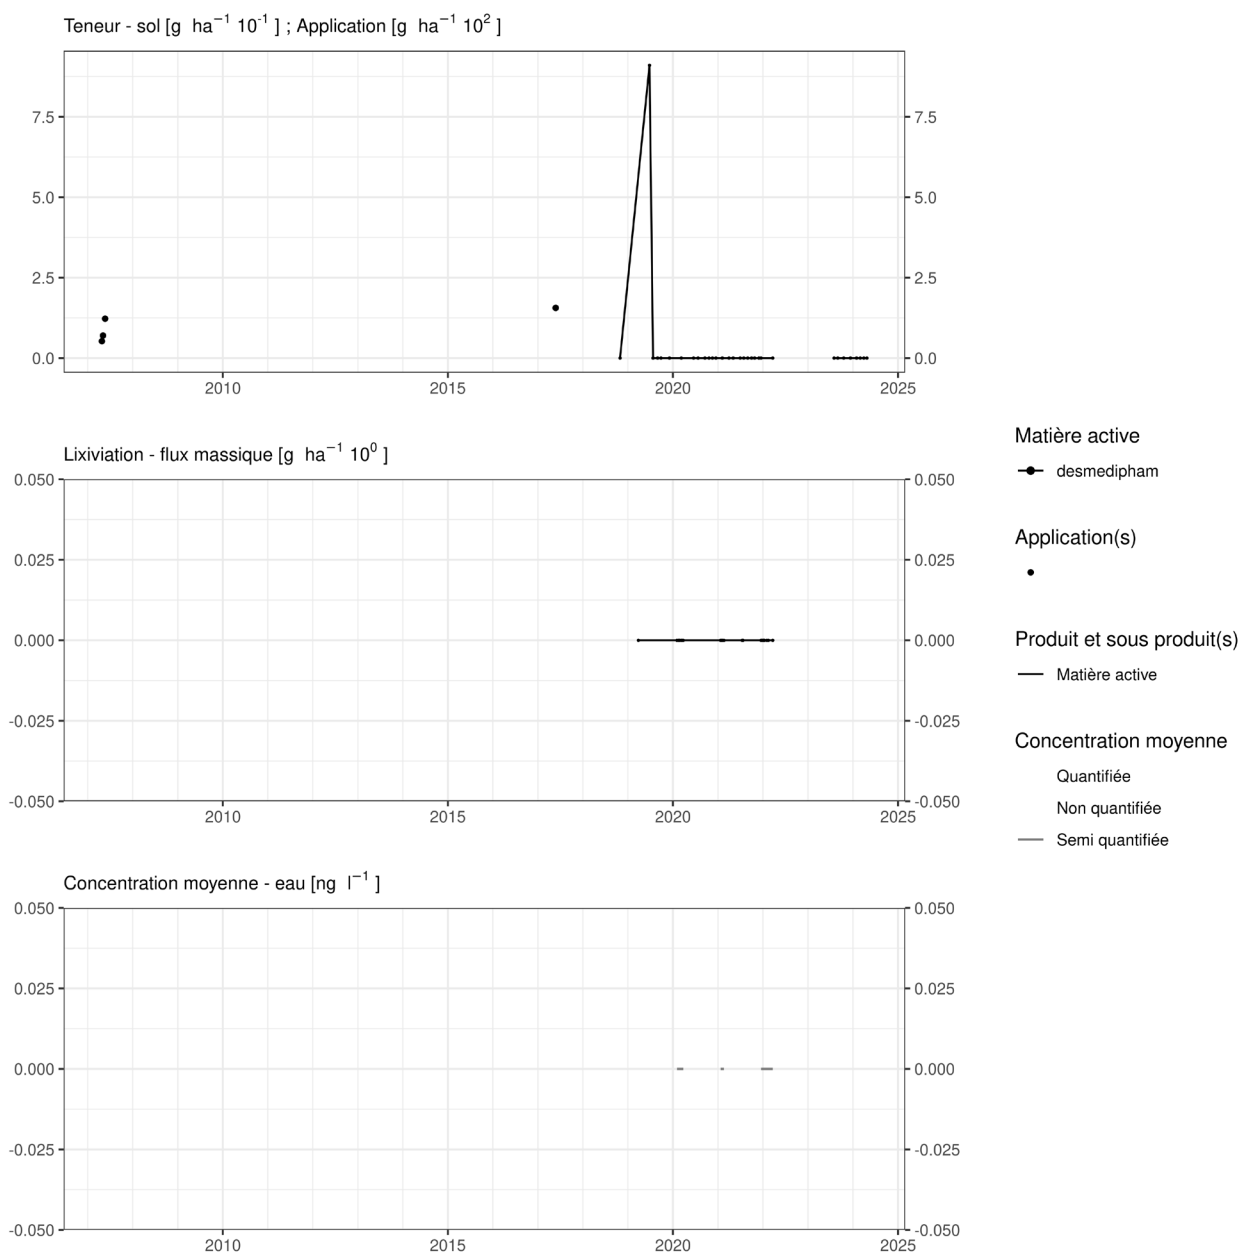 Teneur - sol [g ha⁻¹ 10⁻¹ ] ; Application [g ha⁻¹ 10² ]
7.5 7.5
5.0 5.0
2.5 2.5
0.0 0.0
2010 2015 2020 2025
Lixiviation - flux massique [g ha⁻¹ 10⁰ ]
0.050 0.050
0.025 0.025
0.000 0.000
-0.025 -0.025
-0.050 -0.050
2010 2015 2020 2025
Concentration moyenne - eau [ng l⁻¹ ]
0.050 0.050
0.025 0.025
0.000 0.000
-0.025 -0.025
-0.050 -0.050
2010 2015 2020 2025
Matière active
desmedipham
Application(s)
Produit et sous produit(s)
Matière active
Concentration moyenne
Quantifiée
Non quantifiée
Semi quantifiée